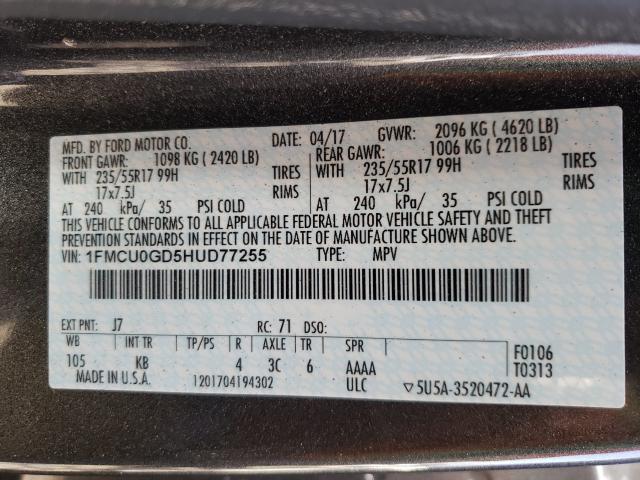 MFD. BY FORD MOTOR CO. DATE: 04/17 GVWR: 2096 KG ( 4620 LB)
FRONT GAWR: 1098 KG ( 2420 LB) REAR GAWR: 1006 KG ( 2218 LB)
WITH 235/55R17 99H TIRES WITH 235/55R17 99H TIRES
17x7.5J RIMS 17x7.5J RIMS
AT 240 kPa/ 35 PSI COLD AT 240 kPa/ 35 PSI COLD
THIS VEHICLE CONFORMS TO ALL APPLICABLE FEDERAL MOTOR VEHICLE SAFETY AND THEFT
PREVENTION STANDARDS IN EFFECT ON THE DATE OF MANUFACTURE SHOWN ABOVE.
VIN: 1FMCU0GD5HUD77255 TYPE: MPV
EXT PNT: J7 RC: 71 DSO:
WB INT TR TP/PS R AXLE TR SPR F0106
105 KB 4 3C 6 AAAA T0313
MADE IN U.S.A. 1201704194302 ULC ▽5U5A-3520472-AA